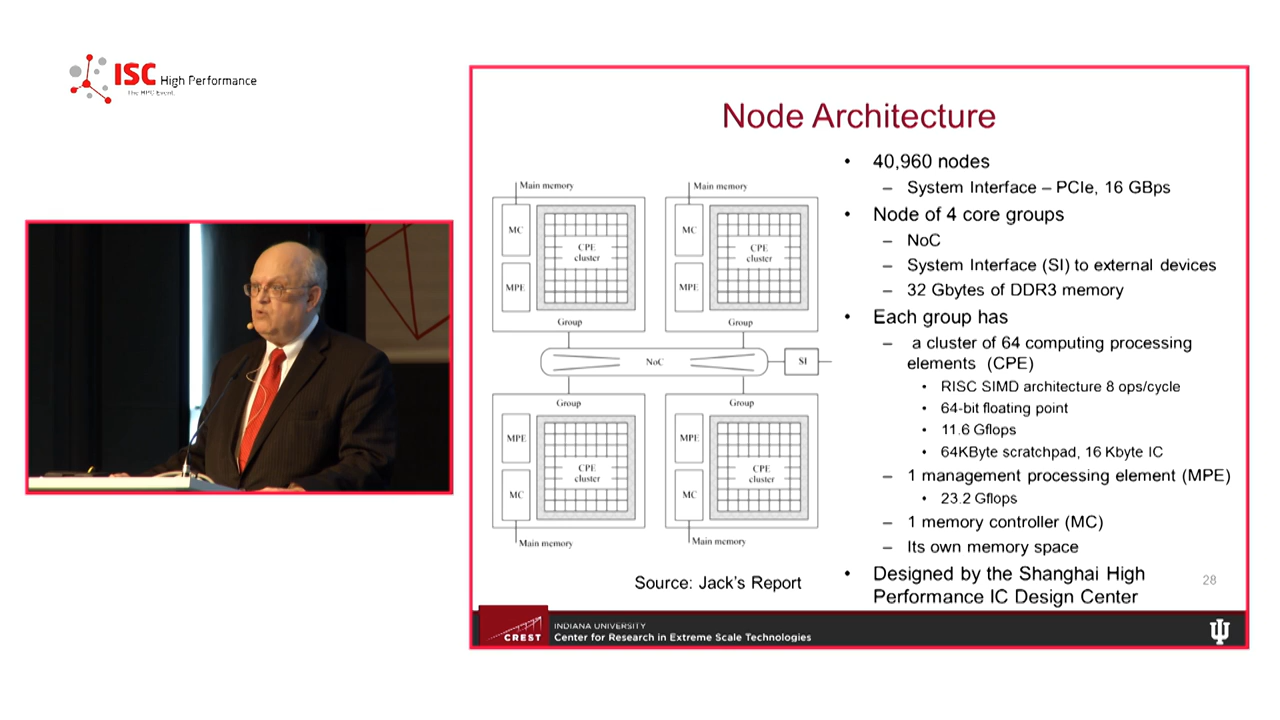 ISC High Performance
The HPC Event.
Node Architecture
Main memory
Main memory
MC
CPE
cluster
MPE
Group
MC
CPE
cluster
MPE
Group
NoC
SI
Group
MPE
CPE
cluster
MC
Main memory
Group
MPE
CPE
cluster
MC
Main memory
Source: Jack's Report
• 40,960 nodes
– System Interface – PCIe, 16 GBps
• Node of 4 core groups
– NoC
– System Interface (SI) to external devices
– 32 Gbytes of DDR3 memory
• Each group has
– a cluster of 64 computing processing
elements (CPE)
• RISC SIMD architecture 8 ops/cycle
• 64-bit floating point
• 11.6 Gflops
• 64KByte scratchpad, 16 Kbyte IC
– 1 management processing element (MPE)
• 23.2 Gflops
– 1 memory controller (MC)
– Its own memory space
• Designed by the Shanghai High
Performance IC Design Center
28
CREST
INDIANA UNIVERSITY
Center for Research in Extreme Scale Technologies